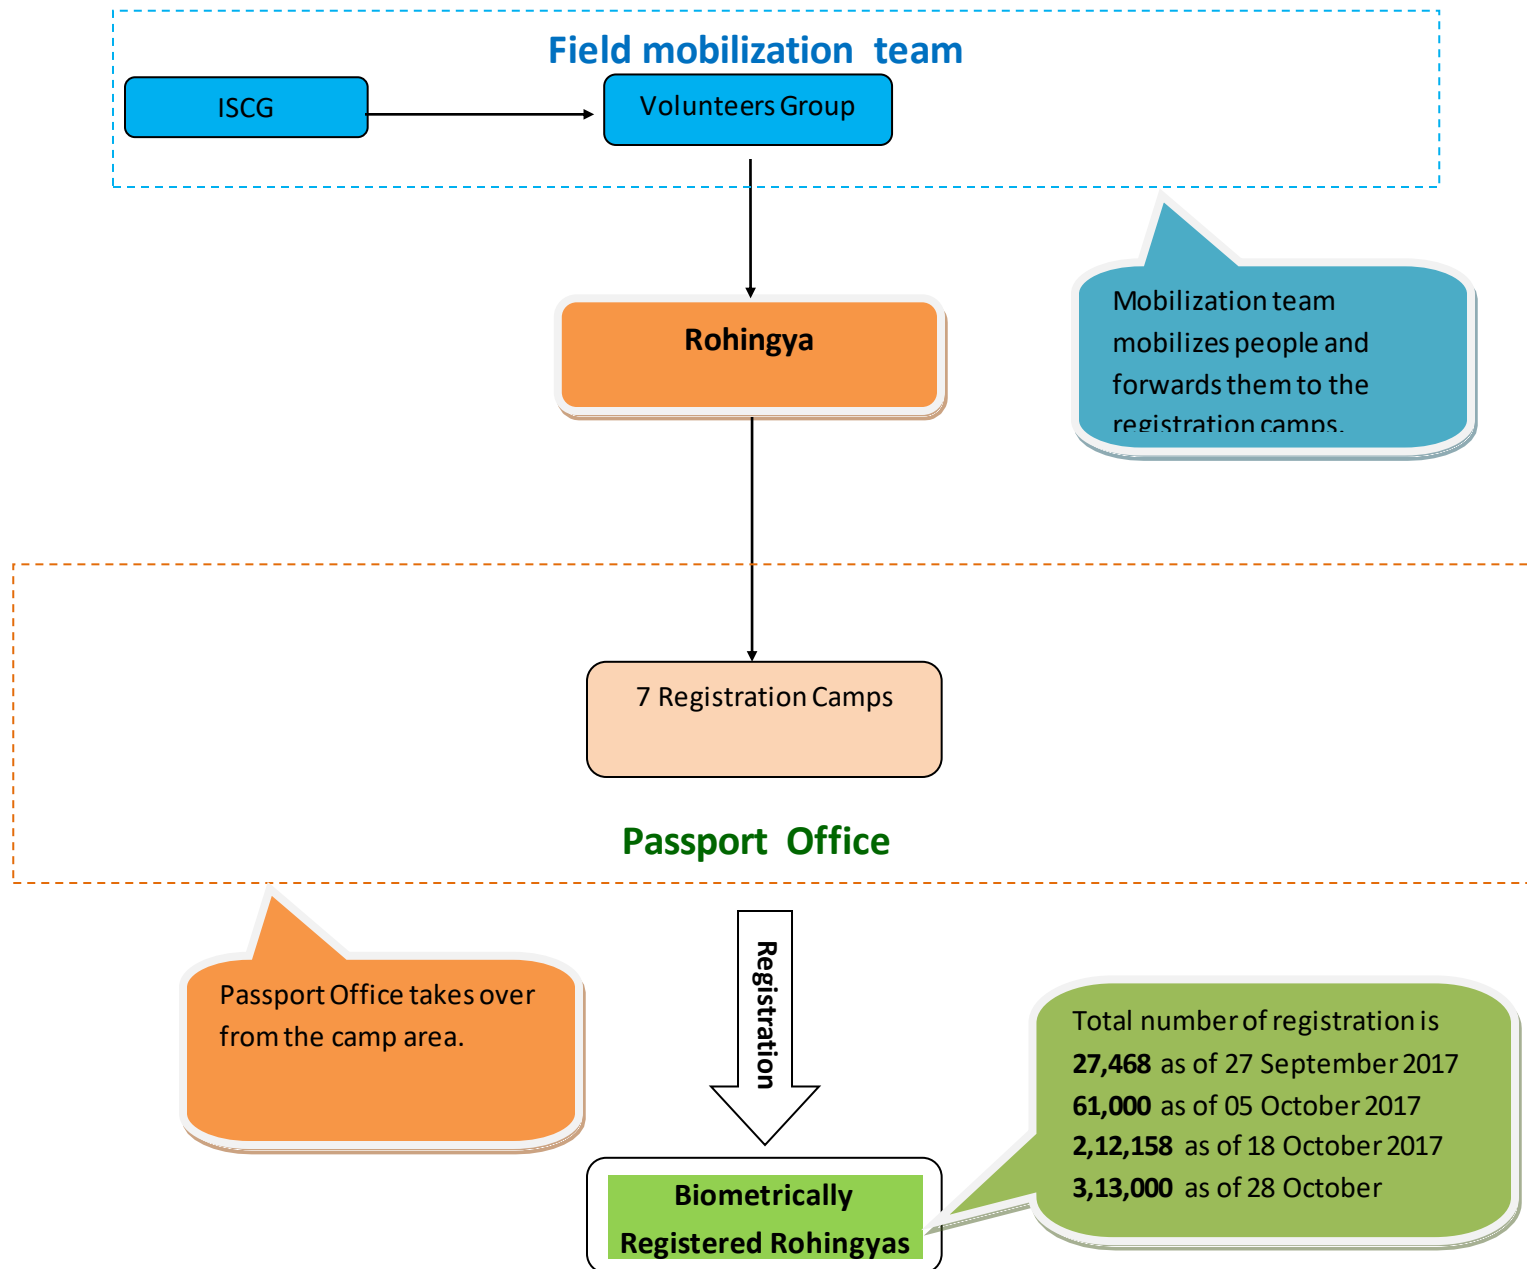 Field mobilization team
ISCG
Volunteers Group
Mobilization team
mobilizes people and
forwards them to the
registration camps.
Rohingya
7 Registration Camps
Passport Office
Passport Office takes over
from the camp area.
Registration
Total number of registration is
27,468 as of 27 September 2017
61,000 as of 05 October 2017
2,12,158 as of 18 October 2017
3,13,000 as of 28 October
Biometrically
Registered Rohingyas